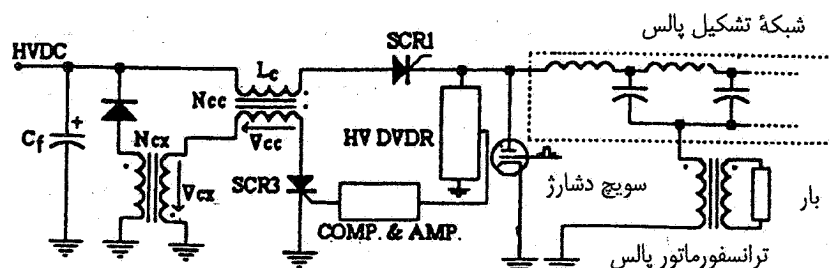 شبکهٔ تشکیل پالس
HVDC
SCR1
Lc
Ncc
Vcc
Cf
+
Ncx
Vcx
SCR3
HV DVDR
COMP. & AMP.
سویچ دشارژ
بار
ترانسفورماتور پالس